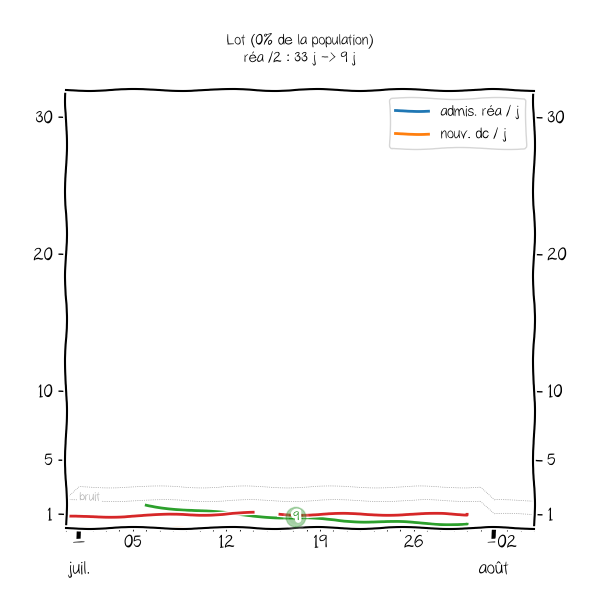 Lot (0% de la population)
réa /2 : 33 j -> 9 j
admis. réa / j
nouv. dc / j
30
30
20
20
10
10
5
5
bruit
1
9
1
05
12
19
26
02
juil.
août